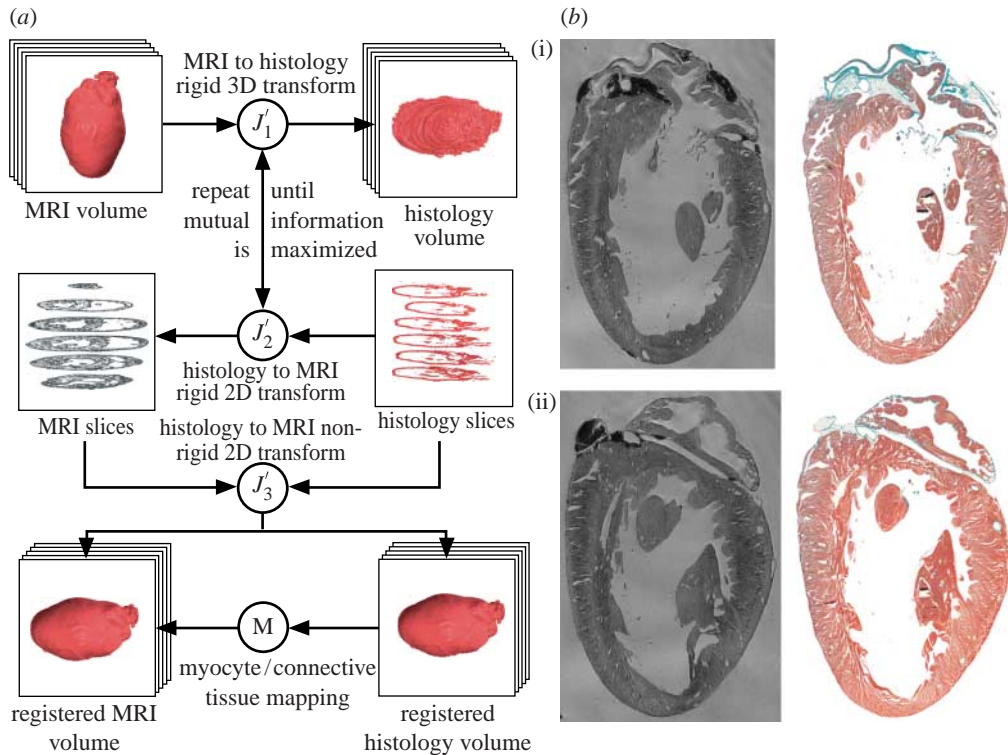 (a)
MRI to histology
rigid 3D transform
J′1
MRI volume
histology
volume
repeat until
mutual information
is maximized
J′2
histology to MRI
rigid 2D transform
MRI slices
histology slices
histology to MRI non-
rigid 2D transform
J′3
M
myocyte/connective
tissue mapping
registered MRI
volume
registered
histology volume
(b)
(i)
(ii)